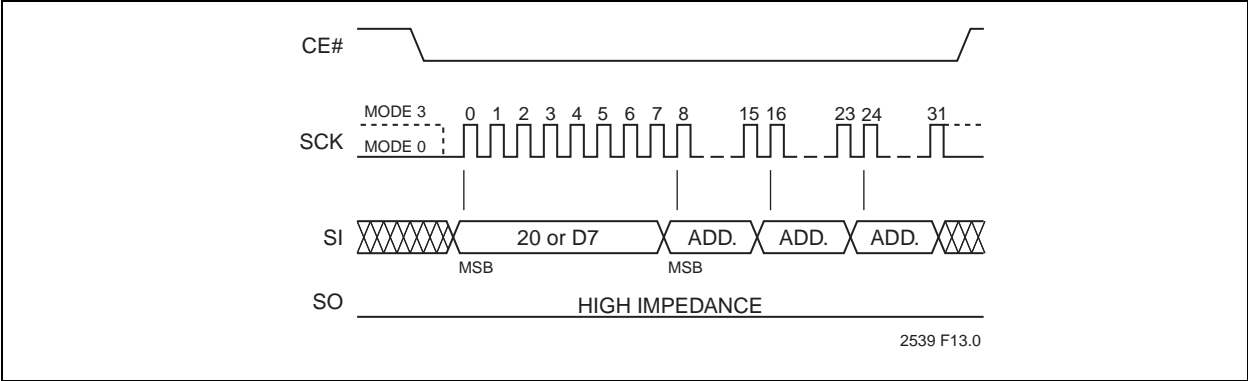 CE#
MODE 3 0 1 2 3 4 5 6 7 8 15 16 23 24 31
SCK MODE 0
SI 20 or D7 ADD. ADD. ADD.
MSB MSB
SO HIGH IMPEDANCE
2539 F13.0